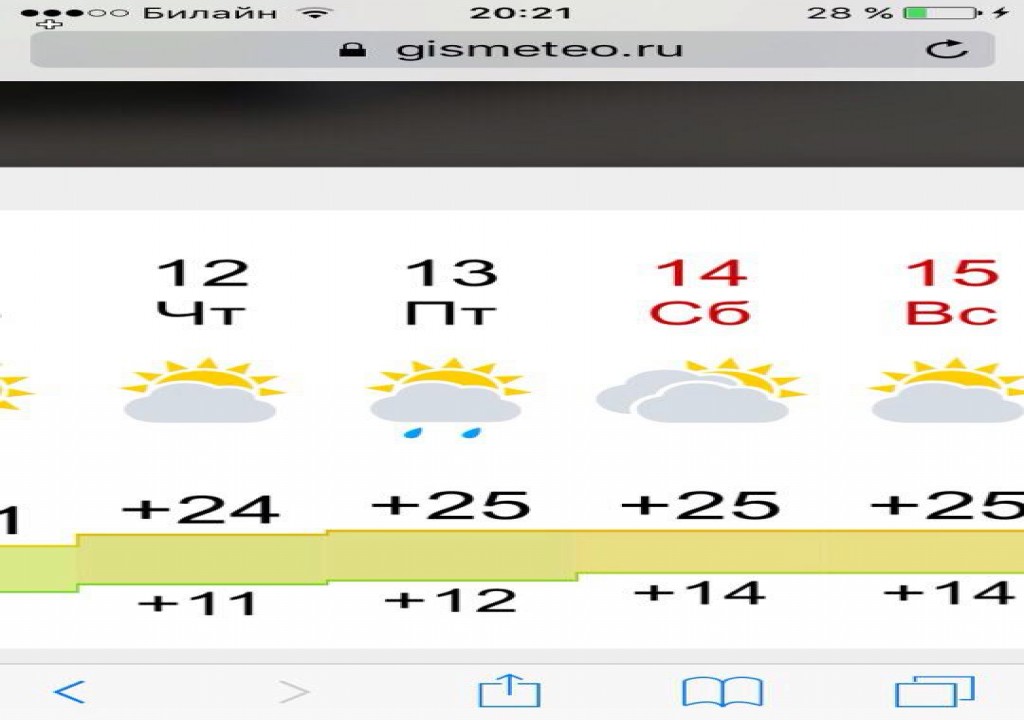 Билайн 20:21 28 %
gismeteo.ru
12 13 14 15
Чт Пт Сб Вс
1 +24 +25 +25 +25
+11 +12 +14 +14